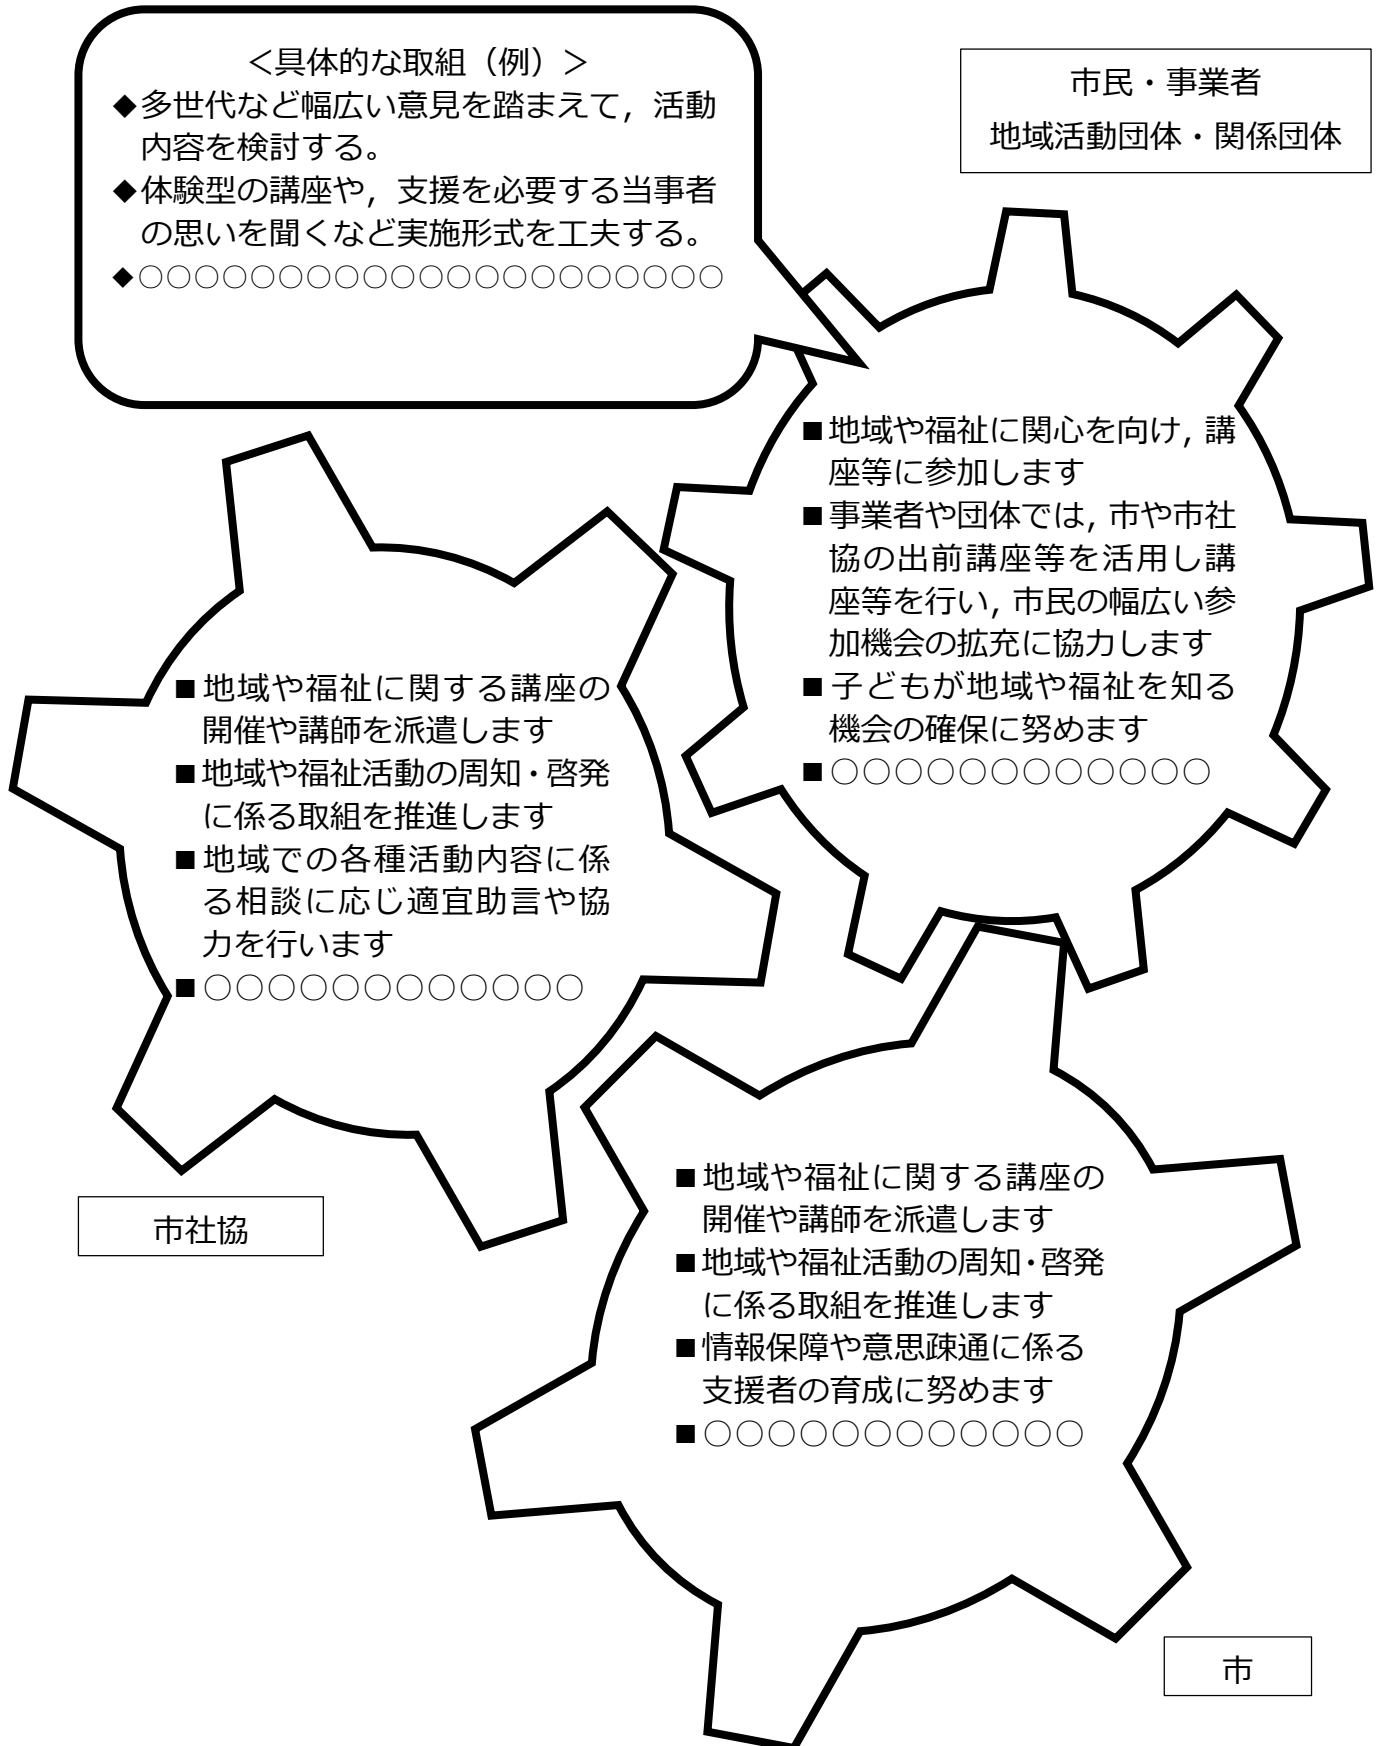 ＜具体的な取組（例）＞
◆多世代など幅広い意見を踏まえて，活動
内容を検討する。
◆体験型の講座や，支援を必要する当事者
の思いを聞くなど実施形式を工夫する。
◆○○○○○○○○○○○○○○○○○○○○○
市民・事業者
地域活動団体・関係団体
■地域や福祉に関心を向け，講
座等に参加します
■事業者や団体では，市や市社
協の出前講座等を活用し講
座等を行い，市民の幅広い参
加機会の拡充に協力します
■子どもが地域や福祉を知る
機会の確保に努めます
■○○○○○○○○○○○○
■地域や福祉に関する講座の
開催や講師を派遣します
■地域や福祉活動の周知・啓発
に係る取組を推進します
■地域での各種活動内容に係
る相談に応じ適宜助言や協
力を行います
■○○○○○○○○○○○○
市社協
■地域や福祉に関する講座の
開催や講師を派遣します
■地域や福祉活動の周知・啓発
に係る取組を推進します
■情報保障や意思疎通に係る
支援者の育成に努めます
■○○○○○○○○○○○○
市